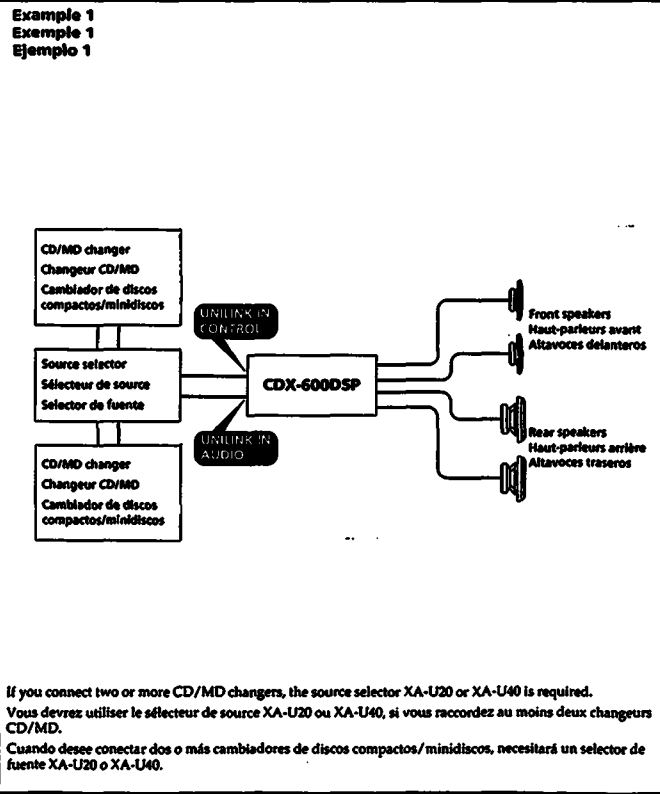 Example 1
Exemple 1
Ejemplo 1
CD/MD changer
Changeur CD/MD
Cambiador de discos
compactos/minidiscos
UNILINK IN
CONTROL
Front speakers
Haut-parleurs avant
Altavoces delanteros
Source selector
Sélecteur de source
Selector de fuente
CDX-600DSP
UNILINK IN
AUDIO
Rear speakers
Haut-parleurs arrière
Altavoces traseros
CD/MD changer
Changeur CD/MD
Cambiador de discos
compactos/minidiscos
If you connect two or more CD/MD changers, the source selector XA-U20 or XA-U40 is required.
Vous devrez utiliser le sélecteur de source XA-U20 ou XA-U40, si vous raccordez au moins deux changeurs
CD/MD.
Cuando desee conectar dos o más cambiadores de discos compactos/minidiscos, necesitará un selector de
fuente XA-U20 o XA-U40.